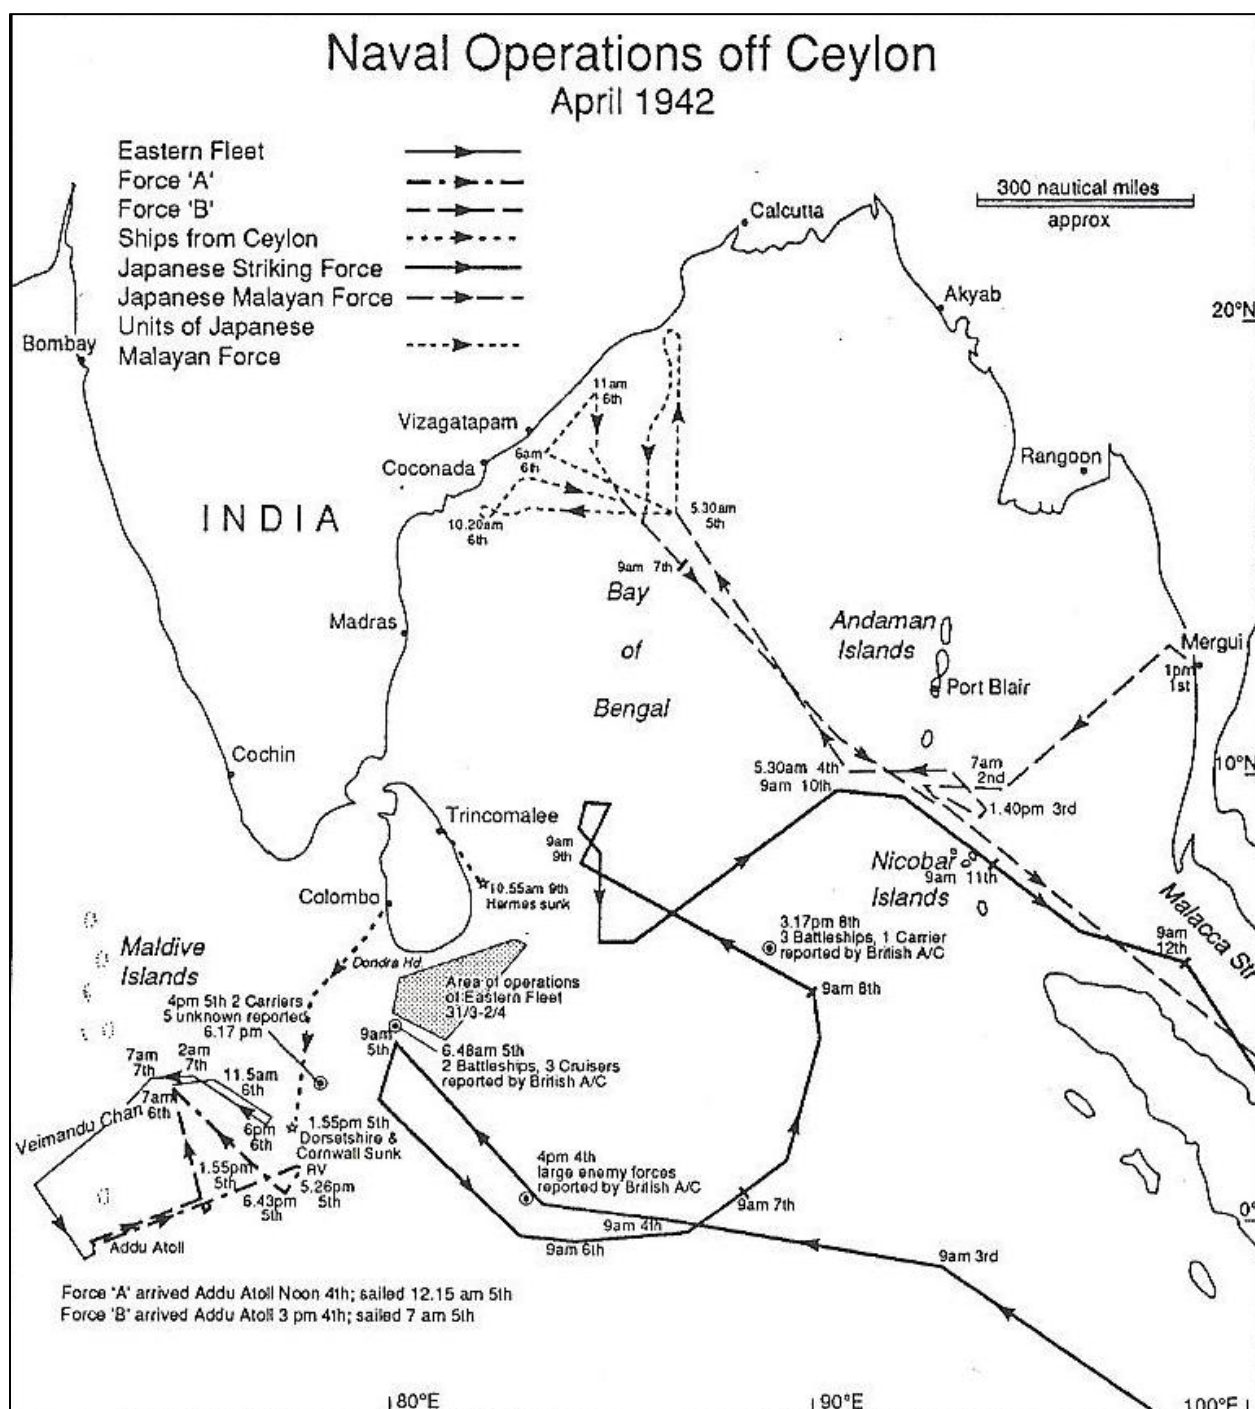 Naval Operations off Ceylon
April 1942
Eastern Fleet
Force 'A'
Force 'B'
Ships from Ceylon
Japanese Striking Force
Japanese Malayan Force
Units of Japanese
Malayan Force
300 nautical miles
approx
Calcutta
Akyab
20°N
Bombay
11am
6th
Vizagatapam
Coconada
6am
6th
Rangoon
INDIA
10.20am
6th
5.30am
5th
9am 7th
Bay
of
Bengal
Madras
Andaman
Islands
Port Blair
Mergui
1pm
1st
Cochin
10°N
5.30am 4th
9am 10th
7am
2nd
1.40pm 3rd
Trincomalee
9am
9th
10.55am 9th
Hermes sunk
Nicobar
Islands
9am 11th
Colombo
Malacca Str
9am
12th
Maldive
Islands
Dondra Hd
3.17pm 8th
3 Battleships, 1 Carrier
reported by British A/C
Area of operations
of Eastern Fleet
31/3-2/4
9am 8th
4pm 5th 2 Carriers
5 unknown reported
6.17 pm
9am
5th
6.48am 5th
2 Battleships, 3 Cruisers
reported by British A/C
7am
7th
2am
7th
11.5am
6th
7am
6th
6pm
6th
Veimandu Chan
1.55pm 5th
Dorsetshire &
Cornwall Sunk
RV
5.26pm
5th
1.55pm
5th
6.43pm
5th
4pm 4th
large enemy forces
reported by British A/C
9am 7th
0°
9am 4th
9am 6th
9am 3rd
Addu Atoll
Force 'A' arrived Addu Atoll Noon 4th; sailed 12.15 am 5th
Force 'B' arrived Addu Atoll 3 pm 4th; sailed 7 am 5th
80°E
90°E
100°E